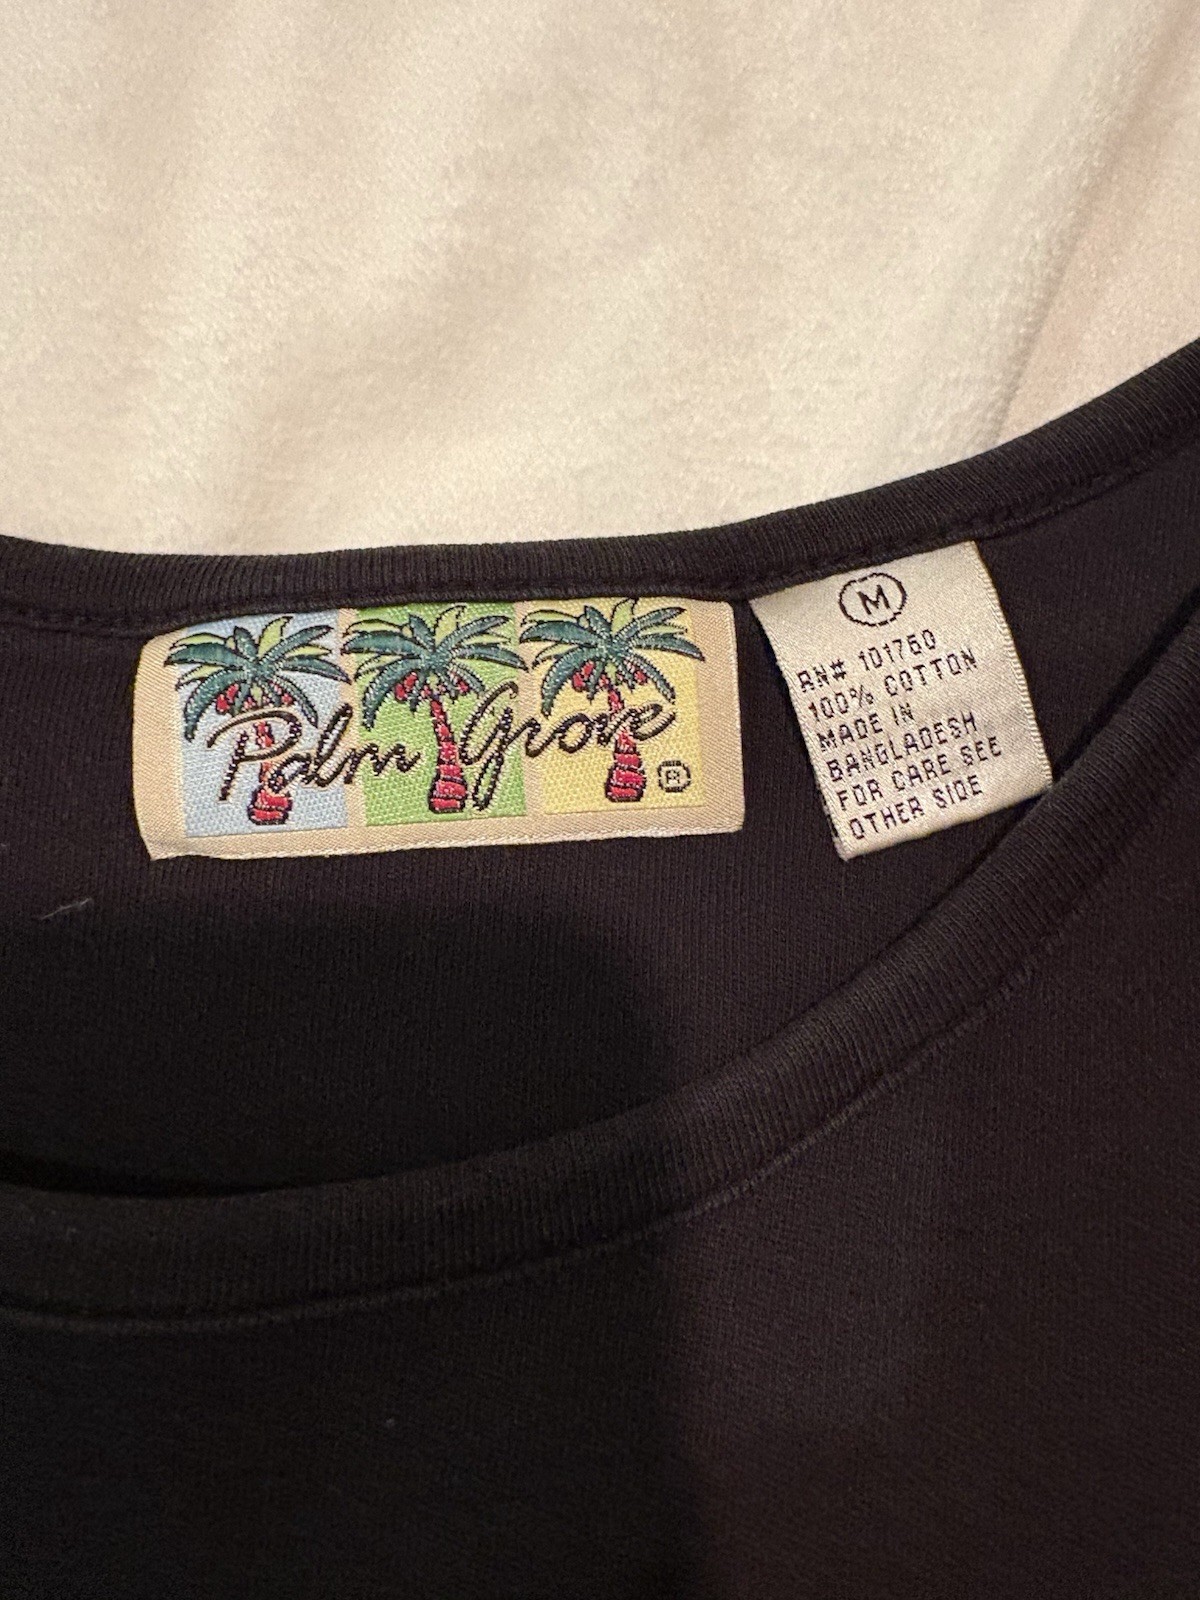 Palm Grove ®
M
RN# 101760
100% COTTON
MADE IN
BANGLADESH
FOR CARE SEE
OTHER SIDE